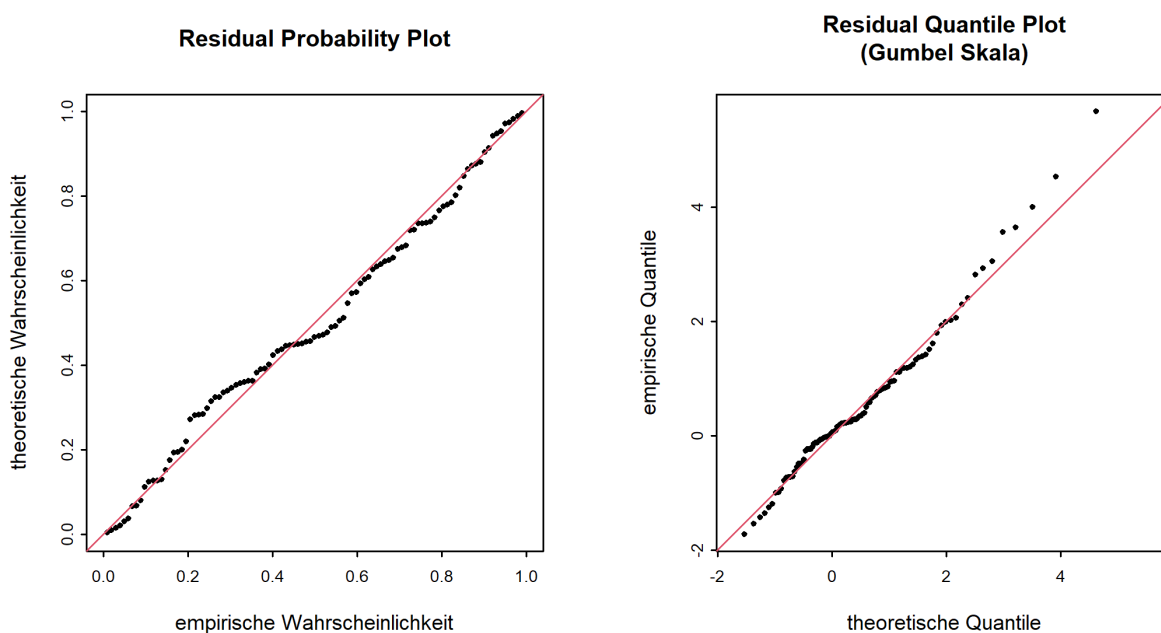 Residual Probability Plot
theoretische Wahrscheinlichkeit
0.0 0.2 0.4 0.6 0.8 1.0
0.0 0.2 0.4 0.6 0.8 1.0
empirische Wahrscheinlichkeit
Residual Quantile Plot
(Gumbel Skala)
empirische Quantile
-2 0 2 4
-2 0 2 4
theoretische Quantile